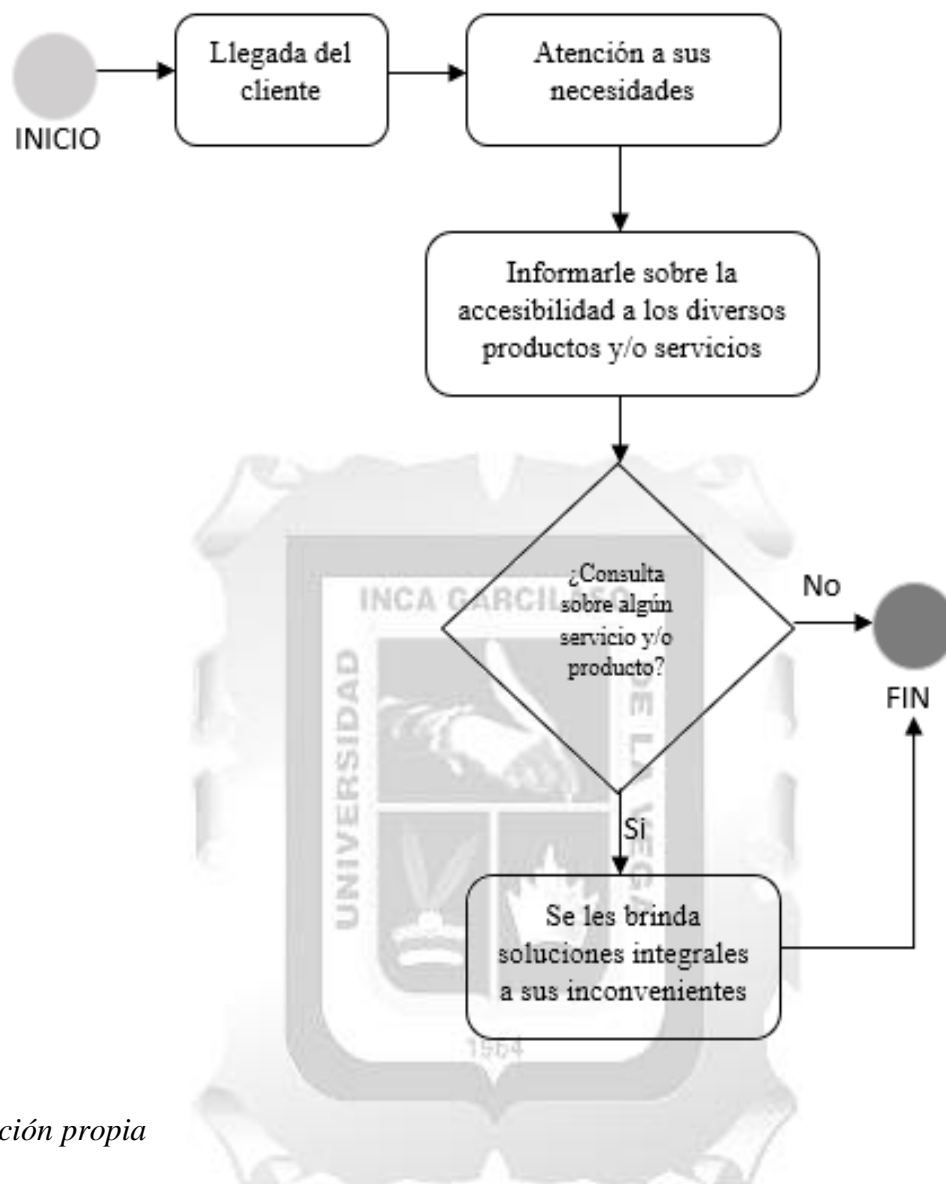 Llegada del
cliente
Atención a sus
necesidades
INICIO
Informarle sobre la
accesibilidad a los diversos
productos y/o servicios
¿Consulta
sobre algún
servicio y/o
producto?
No
FIN
Si
Se les brinda
soluciones integrales
a sus inconvenientes
INCA GARCILASO
UNIVERSIDAD
DE LA VEGA
1964
ción propia